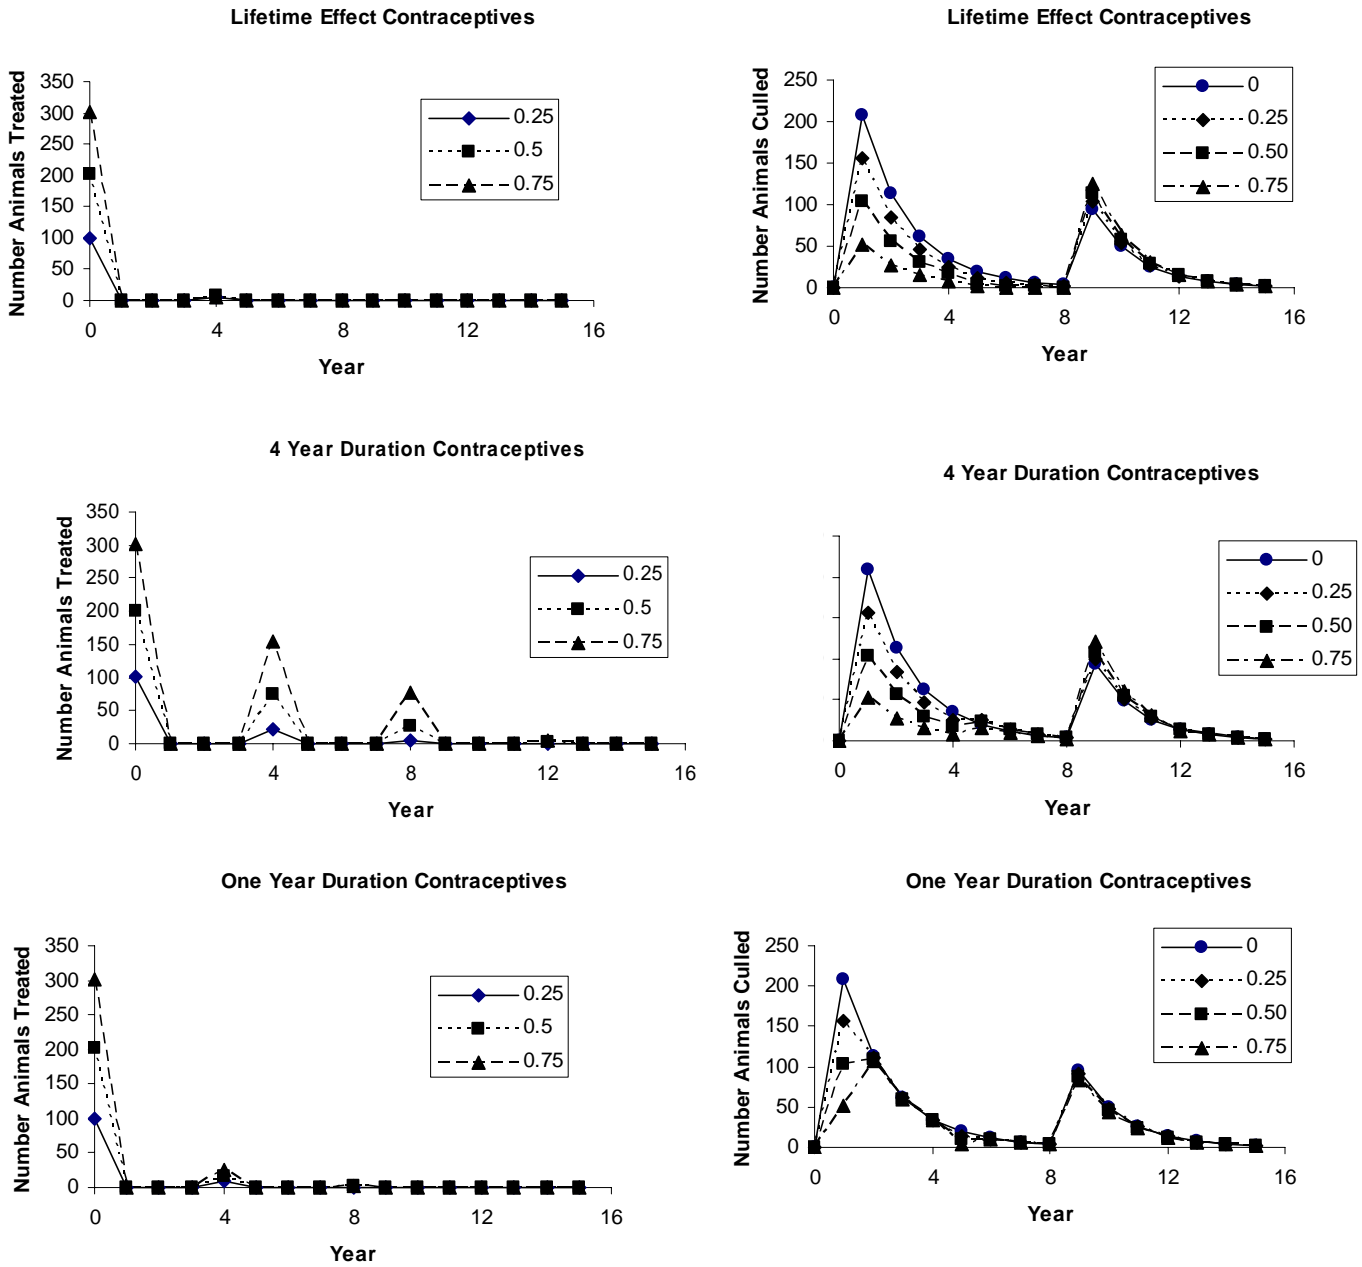 Lifetime Effect Contraceptives
Number Animals Treated
350
300
250
200
150
100
50
0
0 4 8 12 16
Year
0.25
0.5
0.75
Lifetime Effect Contraceptives
Number Animals Culled
250
200
150
100
50
0
0 4 8 12 16
Year
0
0.25
0.50
0.75
4 Year Duration Contraceptives
Number Animals Treated
350
300
250
200
150
100
50
0
0 4 8 12 16
Year
0.25
0.5
0.75
4 Year Duration Contraceptives
0 4 8 12 16
Year
0
0.25
0.50
0.75
One Year Duration Contraceptives
Number Animals Treated
350
300
250
200
150
100
50
0
0 4 8 12 16
Year
0.25
0.5
0.75
One Year Duration Contraceptives
Number Animals Culled
250
200
150
100
50
0
0 4 8 12 16
Year
0
0.25
0.50
0.75